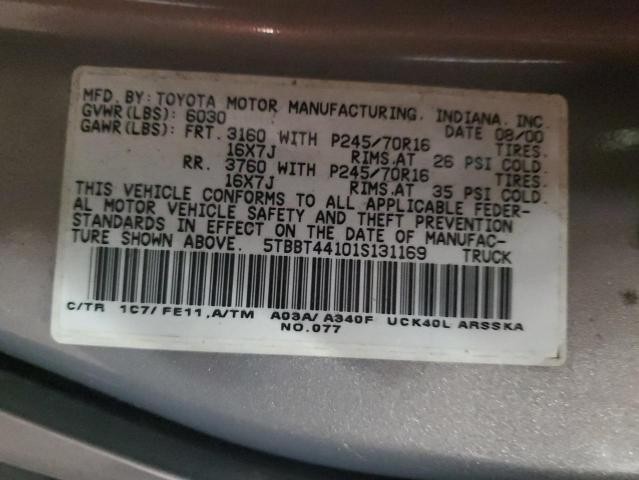 MFD. BY: TOYOTA MOTOR MANUFACTURING. INDIANA. INC.
GVWR(LBS): 6030 DATE 08/00
GAWR(LBS): FRT. 3160 WITH P245/70R16 TIRES.
16X7J RIMS.AT 26 PSI COLD.
RR. 3760 WITH P245/70R16 TIRES.
16X7J RIMS.AT 35 PSI COLD.
THIS VEHICLE CONFORMS TO ALL APPLICABLE FEDER-
AL MOTOR VEHICLE SAFETY AND THEFT PREVENTION
STANDARDS IN EFFECT ON THE DATE OF MANUFAC-
TURE SHOWN ABOVE. 5TBBT44101S131169 TRUCK
C/TR 1C7/ FE11,A/TM A03A/ A340F UCK40L ARSSKA
NO.077